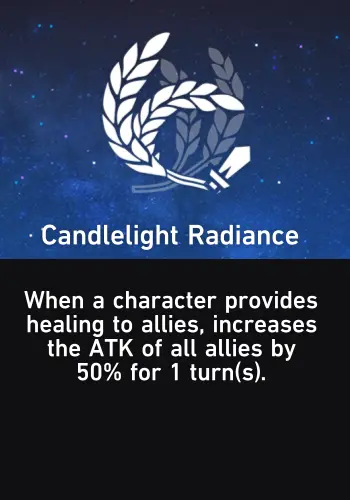 Candlelight Radiance
When a character provides
healing to allies, increases
the ATK of all allies by
50% for 1 turn(s).